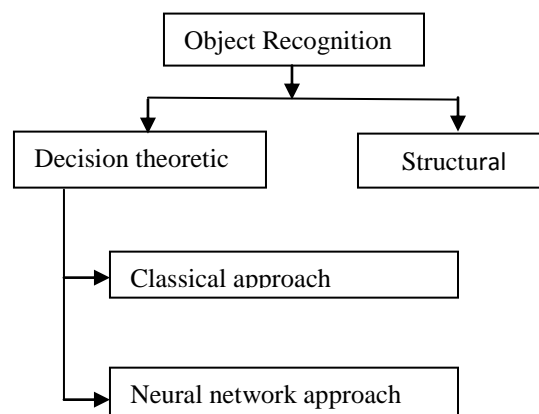 Object Recognition
Decision theoretic
Structural
Classical approach
Neural network approach